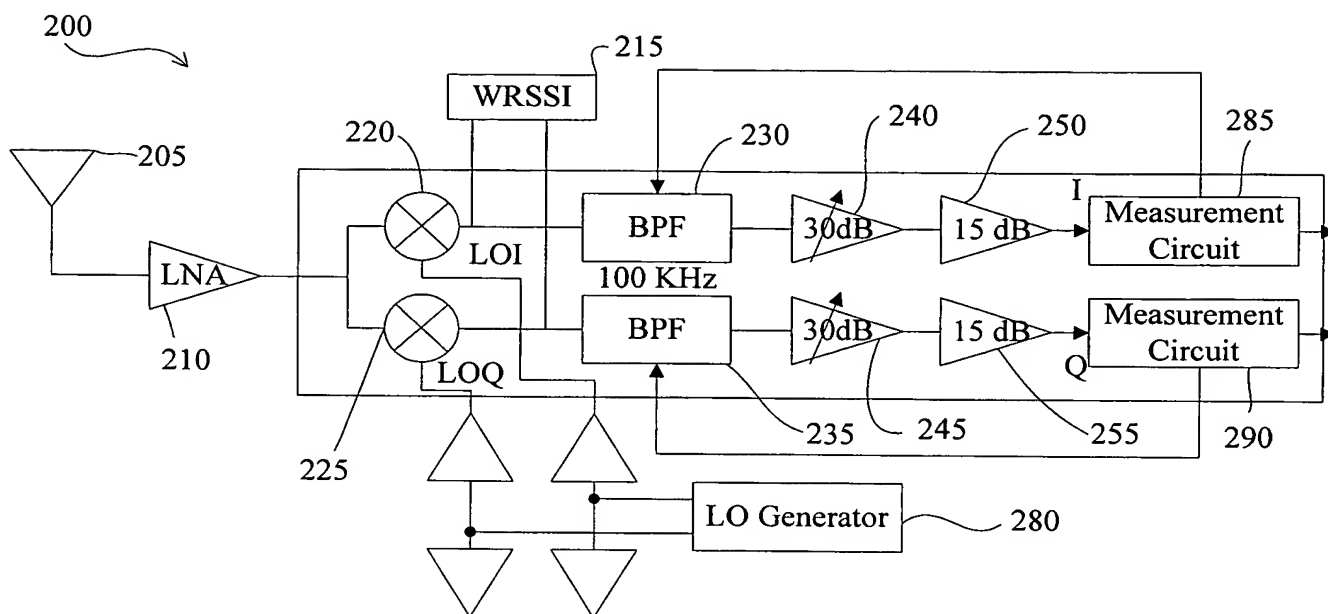 200
215
WRSSI
220
230
240
250
285
205
I
BPF
30dB
15 dB
Measurement
Circuit
LNA
LOI
100 KHz
210
BPF
30dB
15 dB
Measurement
Circuit
LOQ
Q
225
235
245
255
290
LO Generator
280